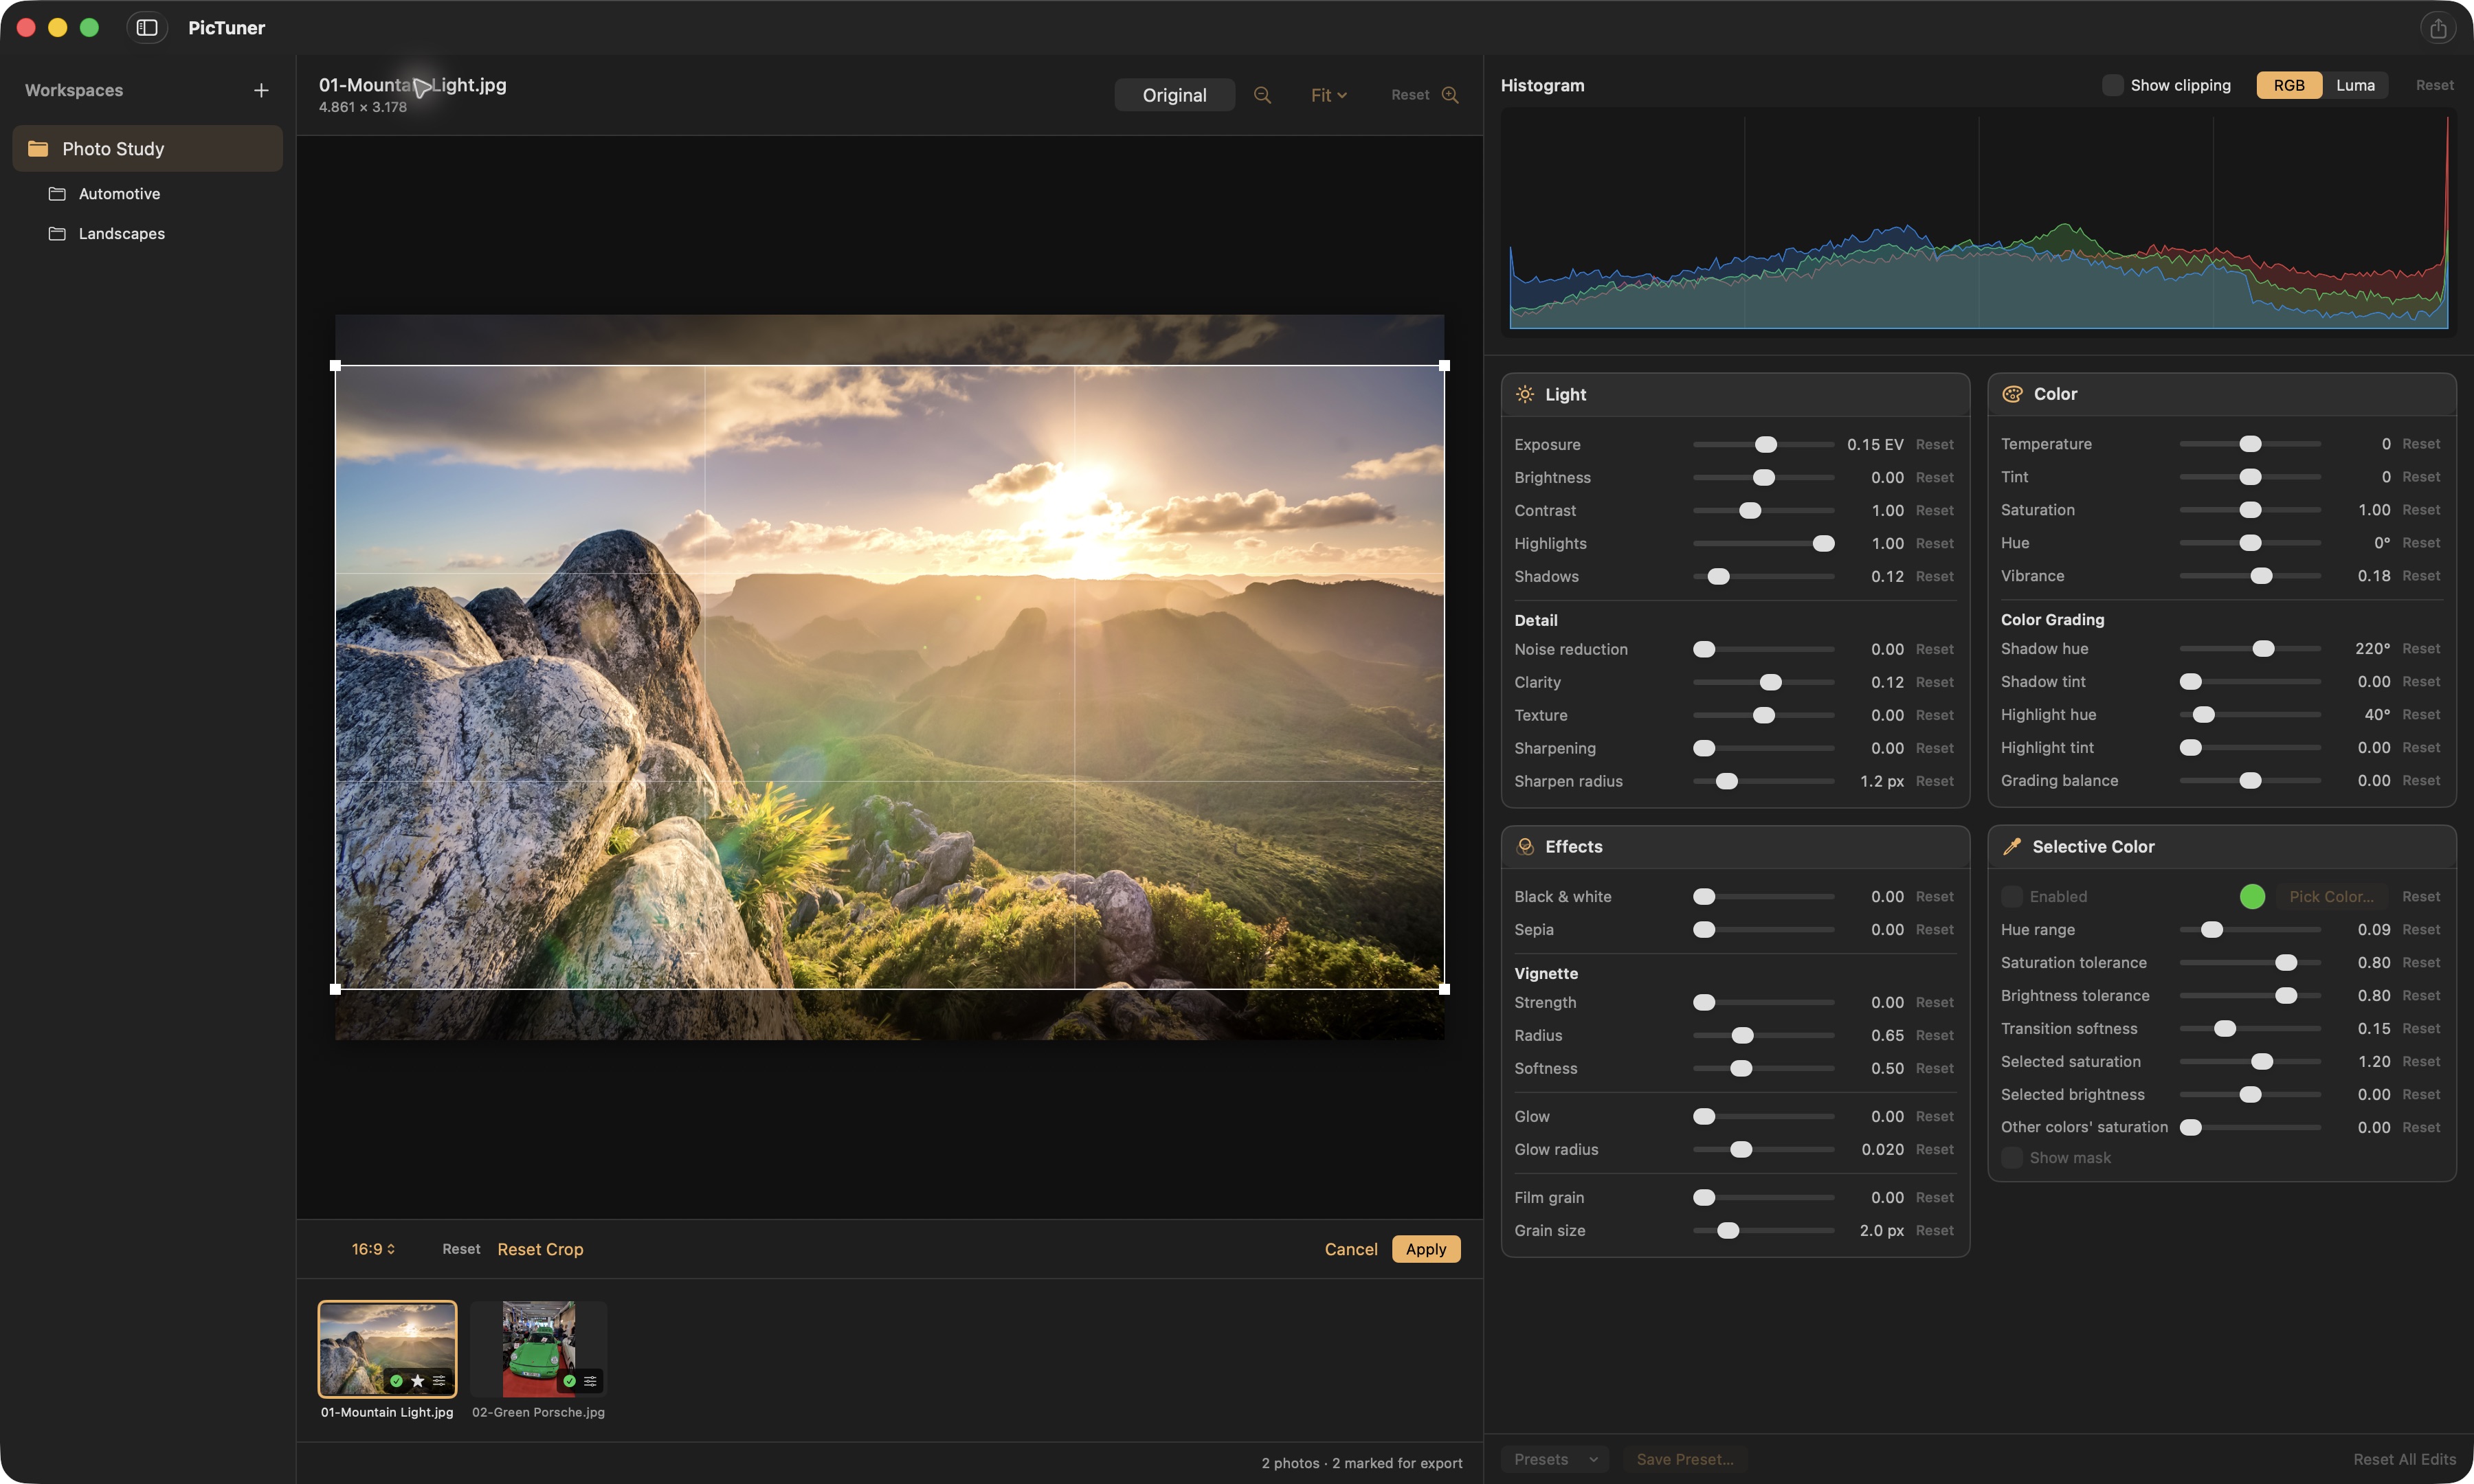 PicTuner
Workspaces
Photo Study
Automotive
Landscapes
01-Mountain Light.jpg
4.861 × 3.178
Original
Fit
Reset
Histogram
Show clipping
RGB
Luma
Reset
Light
Exposure 0.15 EV Reset
Brightness 0.00 Reset
Contrast 1.00 Reset
Highlights 1.00 Reset
Shadows 0.12 Reset
Detail
Noise reduction 0.00 Reset
Clarity 0.12 Reset
Texture 0.00 Reset
Sharpening 0.00 Reset
Sharpen radius 1.2 px Reset
Color
Temperature 0 Reset
Tint 0 Reset
Saturation 1.00 Reset
Hue 0° Reset
Vibrance 0.18 Reset
Color Grading
Shadow hue 220° Reset
Shadow tint 0.00 Reset
Highlight hue 40° Reset
Highlight tint 0.00 Reset
Grading balance 0.00 Reset
Effects
Black & white 0.00 Reset
Sepia 0.00 Reset
Vignette
Strength 0.00 Reset
Radius 0.65 Reset
Softness 0.50 Reset
Glow 0.00 Reset
Glow radius 0.020 Reset
Film grain 0.00 Reset
Grain size 2.0 px Reset
Selective Color
Enabled Pick Color... Reset
Hue range 0.09 Reset
Saturation tolerance 0.80 Reset
Brightness tolerance 0.80 Reset
Transition softness 0.15 Reset
Selected saturation 1.20 Reset
Selected brightness 0.00 Reset
Other colors' saturation 0.00 Reset
Show mask
16:9 Reset Reset Crop Cancel Apply
01-Mountain Light.jpg
02-Green Porsche.jpg
2 photos · 2 marked for export
Presets
Save Preset...
Reset All Edits